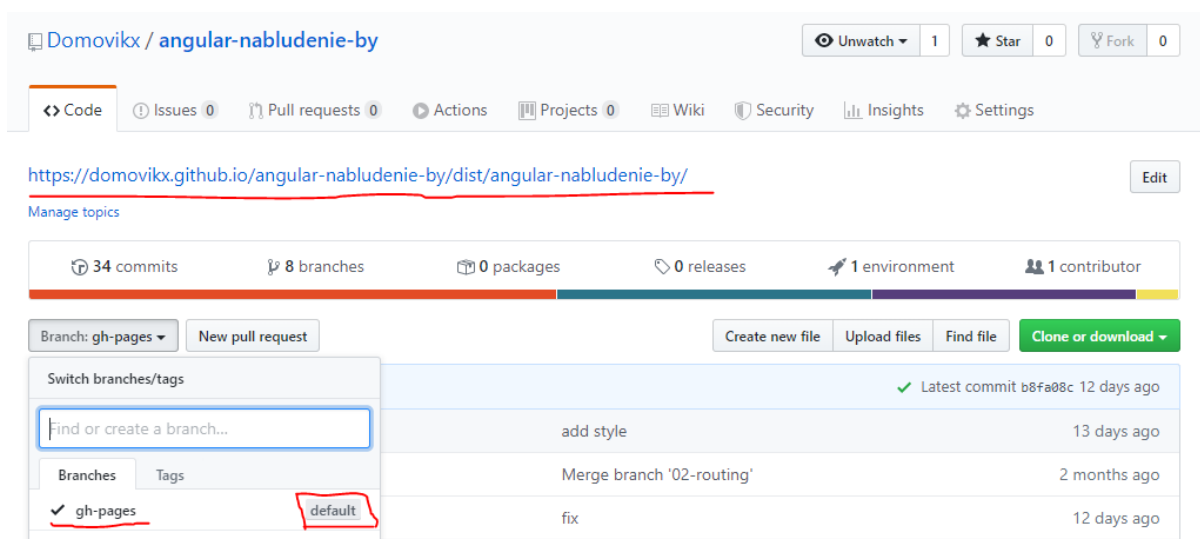 Domovikx / angular-nabludenie-by
Unwatch 1 Star 0 Fork 0
Code Issues 0 Pull requests 0 Actions Projects 0 Wiki Security Insights Settings
https://domovikx.github.io/angular-nabludenie-by/dist/angular-nabludenie-by/ Edit
Manage topics
34 commits 8 branches 0 packages 0 releases 1 environment 1 contributor
Branch: gh-pages New pull request Create new file Upload files Find file Clone or download
Switch branches/tags Latest commit b8fa08c 12 days ago
Find or create a branch... add style 13 days ago
Branches Tags Merge branch '02-routing' 2 months ago
gh-pages default fix 12 days ago